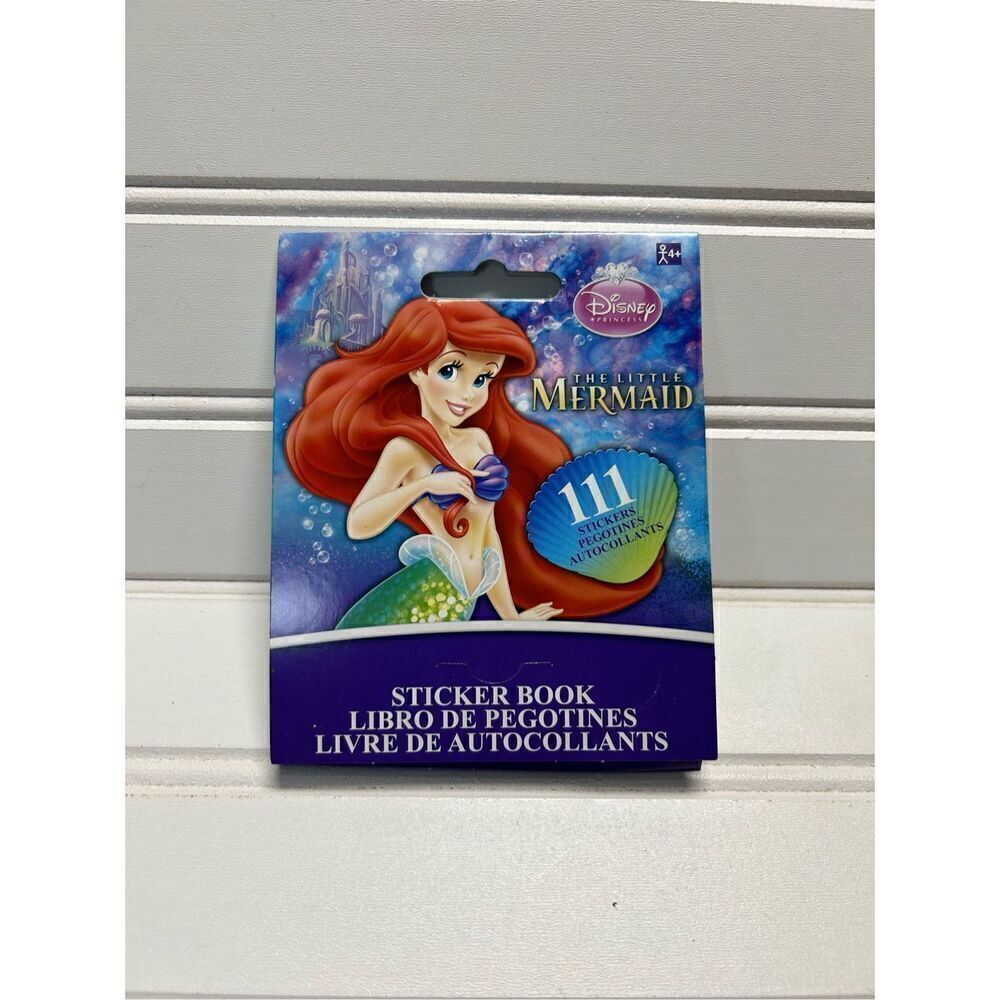 4+
Disney
PRINCESS
THE LITTLE
MERMAID
111
STICKERS
PEGOTINES
AUTOCOLLANTS
STICKER BOOK
LIBRO DE PEGOTINES
LIVRE DE AUTOCOLLANTS